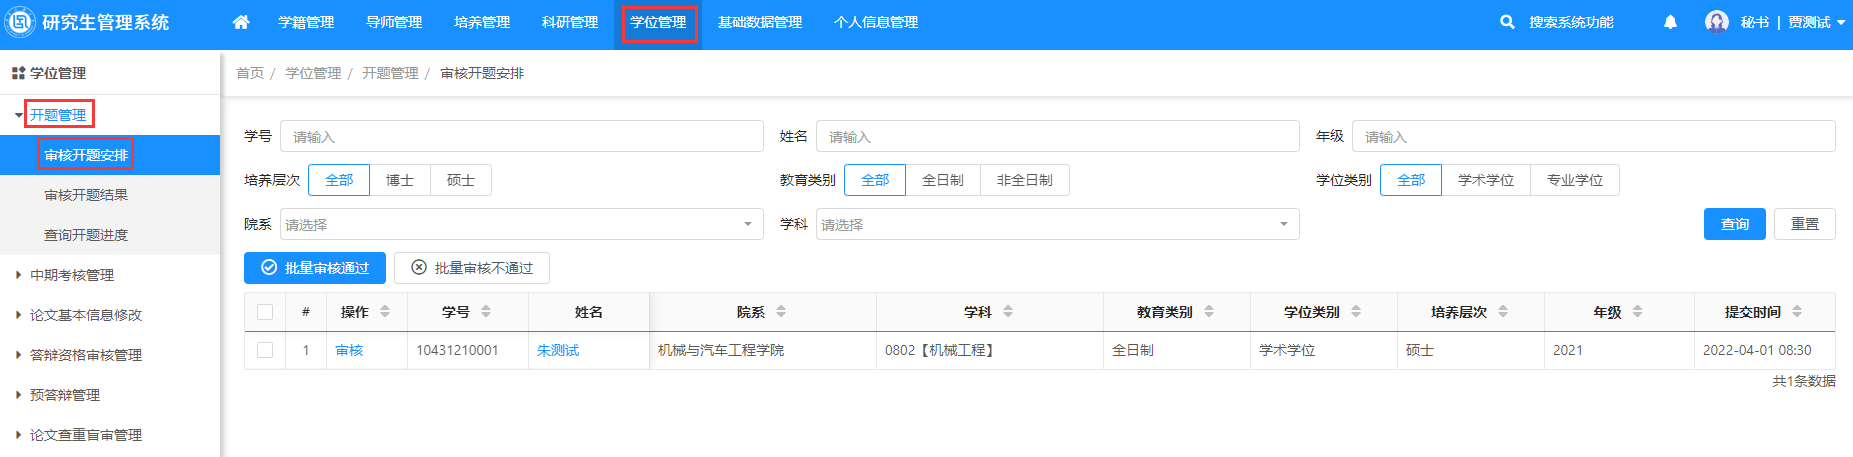 研究生管理系统 学籍管理 导师管理 培养管理 科研管理 学位管理 基础数据管理 个人信息管理 搜索系统功能 秘书 | 贾测试
学位管理
首页 / 学位管理 / 开题管理 / 审核开题安排
开题管理
审核开题安排
审核开题结果
查询开题进度
中期考核管理
论文基本信息修改
答辩资格审核管理
预答辩管理
论文查重盲审管理
学号 请输入 姓名 请输入 年级 请输入
培养层次 全部 博士 硕士 教育类别 全部 全日制 非全日制 学位类别 全部 学术学位 专业学位
院系 请选择 学科 请选择 查询 重置
批量审核通过 批量审核不通过
# 操作 学号 姓名 院系 学科 教育类别 学位类别 培养层次 年级 提交时间
1 审核 10431210001 朱测试 机械与汽车工程学院 0802【机械工程】 全日制 学术学位 硕士 2021 2022-04-01 08:30
共1条数据